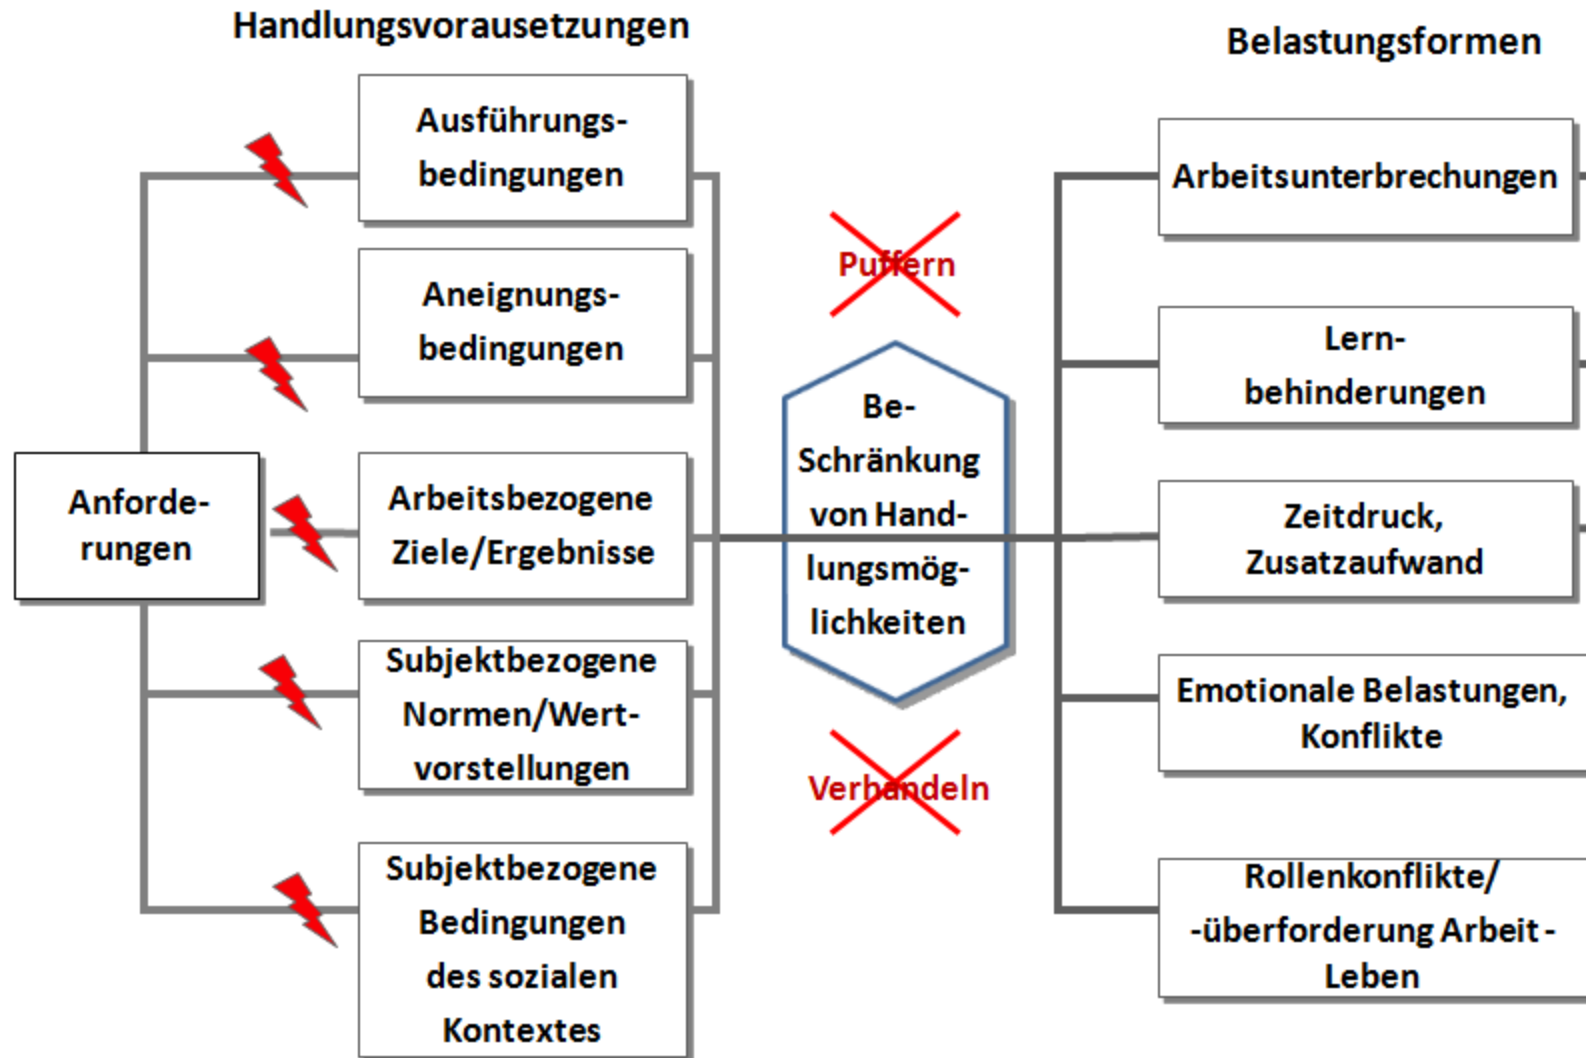 Handlungsvorausetzungen
Belastungsformen
Anforde-
rungen
Ausführungs-
bedingungen
Aneignungs-
bedingungen
Arbeitsbezogene
Ziele/Ergebnisse
Subjektbezogene
Normen/Wert-
vorstellungen
Subjektbezogene
Bedingungen
des sozialen
Kontextes
Puffern
Be-
Schränkung
von Hand-
lungsmög-
lichkeiten
Verhandeln
Arbeitsunterbrechungen
Lern-
behinderungen
Zeitdruck,
Zusatzaufwand
Emotionale Belastungen,
Konflikte
Rollenkonflikte/
-überforderung Arbeit -
Leben